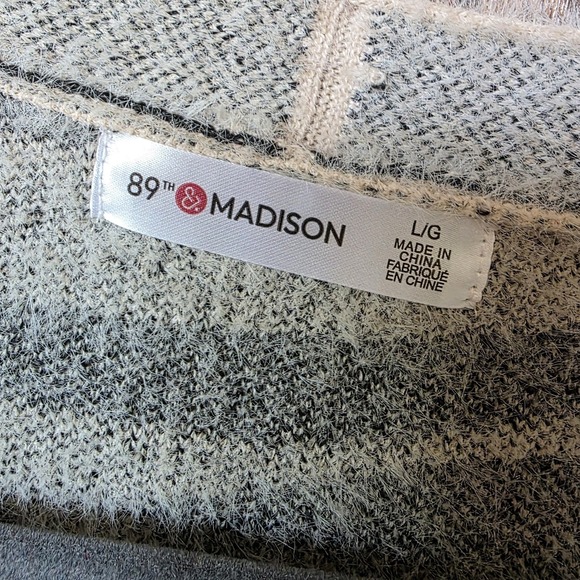 89TH & MADISON
L/G
MADE IN
CHINA
FABRIQUÉ
EN CHINE